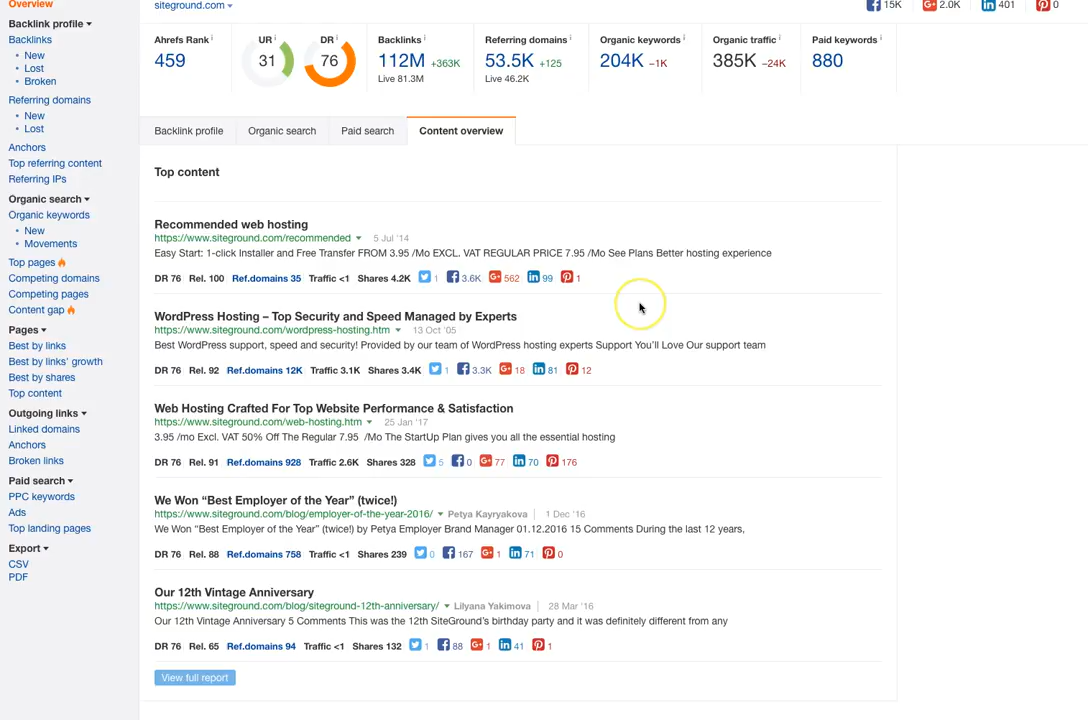 Overview
Backlink profile
Backlinks
• New
• Lost
• Broken
Referring domains
• New
• Lost
Anchors
Top referring content
Referring IPs
Organic search
Organic keywords
• New
• Movements
Top pages
Competing domains
Competing pages
Content gap
Pages
Best by links
Best by links' growth
Best by shares
Top content
Outgoing links
Linked domains
Anchors
Broken links
Paid search
PPC keywords
Ads
Top landing pages
Export
CSV
PDF
siteground.com
15K 2.0K 401 0
Ahrefs Rank i UR i DR i Backlinks i Referring domains i Organic keywords i Organic traffic i Paid keywords i
459 31 76 112M +363K 53.5K +125 204K −1K 385K −24K 880
Live 81.3M Live 46.2K
Backlink profile Organic search Paid search Content overview
Top content
Recommended web hosting
https://www.siteground.com/recommended 5 Jul '14
Easy Start: 1-click Installer and Free Transfer FROM 3.95 /Mo EXCL. VAT REGULAR PRICE 7.95 /Mo See Plans Better hosting experience
DR 76 Rel. 100 Ref.domains 35 Traffic <1 Shares 4.2K 1 3.6K 562 99 1
WordPress Hosting – Top Security and Speed Managed by Experts
https://www.siteground.com/wordpress-hosting.htm 13 Oct '05
Best WordPress support, speed and security! Provided by our team of WordPress hosting experts Support You'll Love Our support team
DR 76 Rel. 92 Ref.domains 12K Traffic 3.1K Shares 3.4K 1 3.3K 18 81 12
Web Hosting Crafted For Top Website Performance & Satisfaction
https://www.siteground.com/web-hosting.htm 25 Jan '17
3.95 /mo Excl. VAT 50% Off The Regular 7.95 /Mo The StartUp Plan gives you all the essential hosting
DR 76 Rel. 91 Ref.domains 928 Traffic 2.6K Shares 328 5 0 77 70 176
We Won “Best Employer of the Year” (twice!)
https://www.siteground.com/blog/employer-of-the-year-2016/ Petya Kayryakova 1 Dec '16
We Won “Best Employer of the Year” (twice!) by Petya Employer Brand Manager 01.12.2016 15 Comments During the last 12 years,
DR 76 Rel. 88 Ref.domains 758 Traffic <1 Shares 239 0 167 1 71 0
Our 12th Vintage Anniversary
https://www.siteground.com/blog/siteground-12th-anniversary/ Lilyana Yakimova 28 Mar '16
Our 12th Vintage Anniversary 5 Comments This was the 12th SiteGround's birthday party and it was definitely different from any
DR 76 Rel. 65 Ref.domains 94 Traffic <1 Shares 132 1 88 1 41 1
View full report